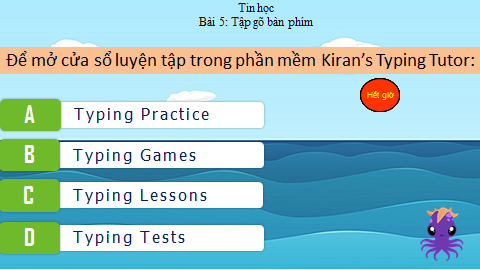 Tin học
Bài 5: Tập gõ bàn phím
Để mở cửa sổ luyện tập trong phần mềm Kiran's Typing Tutor:
Hết giờ
A Typing Practice
B Typing Games
C Typing Lessons
D Typing Tests